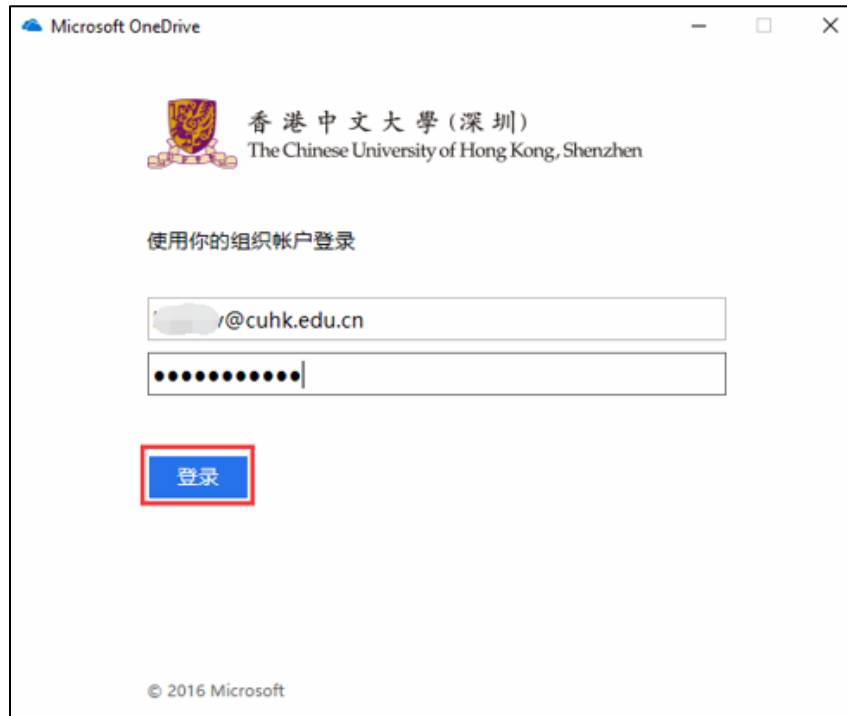 Microsoft OneDrive
香港中文大學(深圳)
The Chinese University of Hong Kong, Shenzhen
使用你的组织帐户登录
@cuhk.edu.cn
登录
© 2016 Microsoft